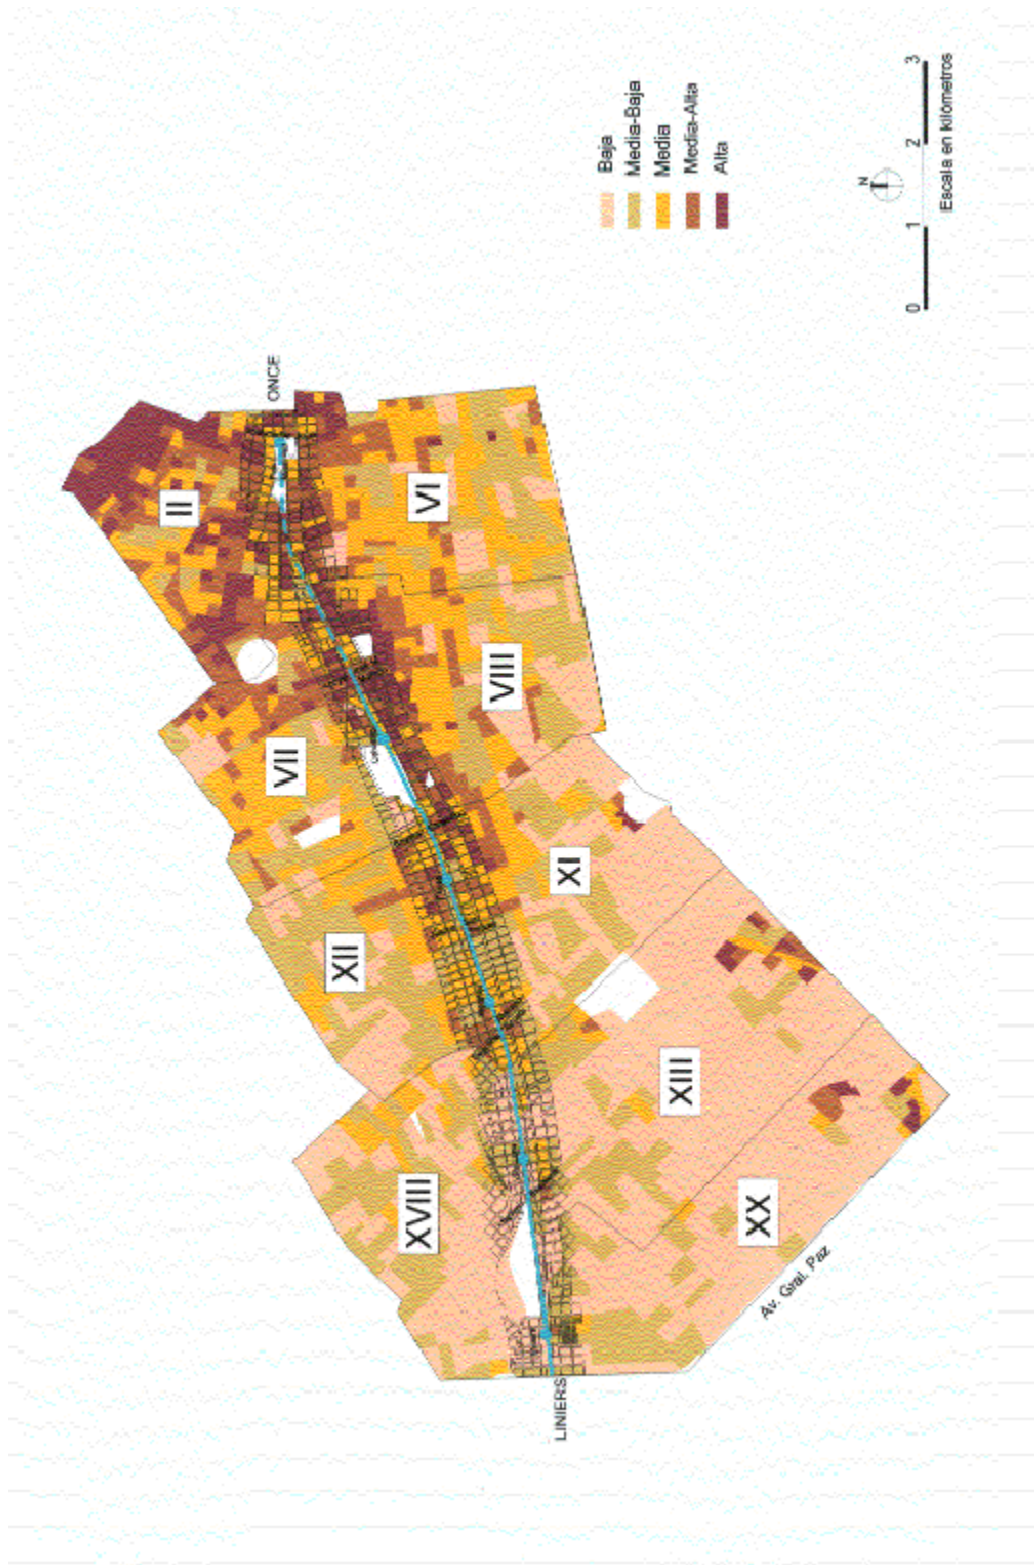 Baja
Media-Baja
Media
Media-Alta
Alta
N
0 1 2 3
Escala en kilómetros
ONCE
II
VI
VII
VIII
XII
XI
XVIII
XIII
XX
LINIERS
Av. Gral. Paz